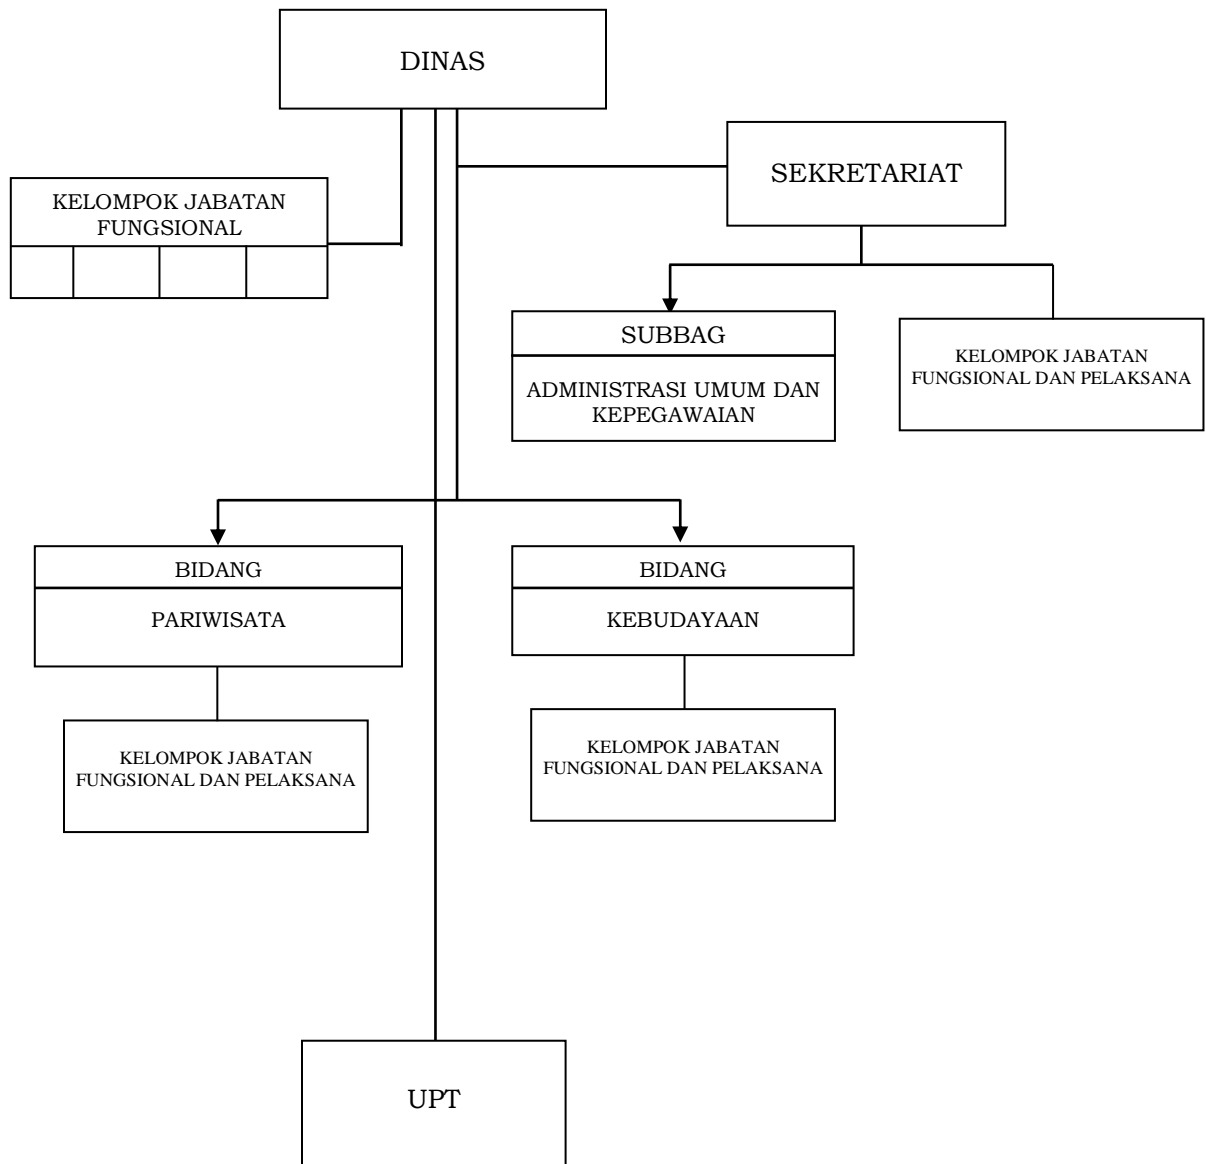 DINAS
SEKRETARIAT
KELOMPOK JABATAN
FUNGSIONAL
SUBBAG
ADMINISTRASI UMUM DAN
KEPEGAWAIAN
KELOMPOK JABATAN
FUNGSIONAL DAN PELAKSANA
BIDANG
PARIWISATA
BIDANG
KEBUDAYAAN
KELOMPOK JABATAN
FUNGSIONAL DAN PELAKSANA
KELOMPOK JABATAN
FUNGSIONAL DAN PELAKSANA
UPT